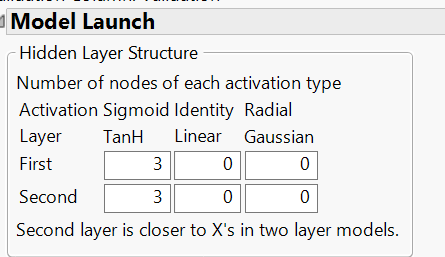 Model Launch
Hidden Layer Structure
Number of nodes of each activation type
Activation Sigmoid Identity Radial
Layer TanH Linear Gaussian
First 3 0 0
Second 3 0 0
Second layer is closer to X's in two layer models.